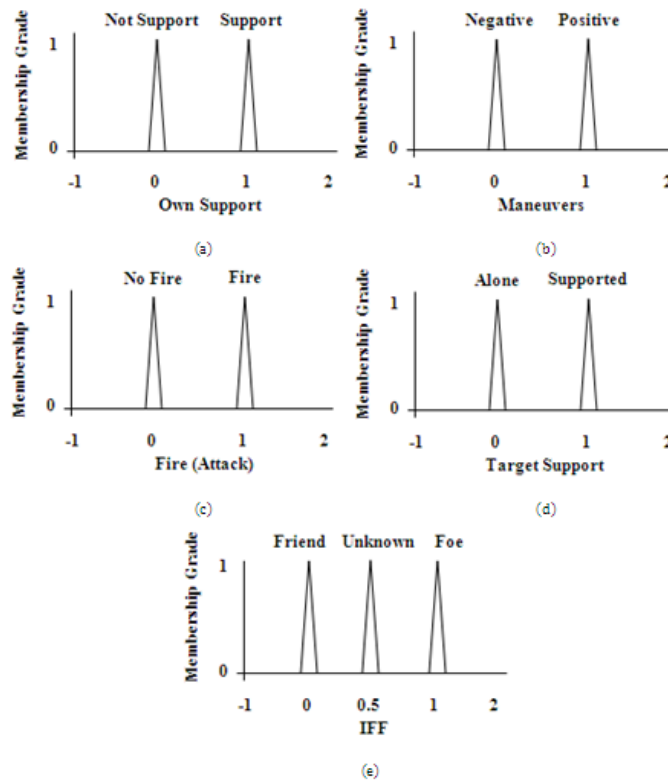 Not Support Support
Membership Grade
1
0
-1 0 1 2
Own Support
(a)
Negative Positive
Membership Grade
1
0
-1 0 1 2
Maneuvers
(b)
No Fire Fire
Membership Grade
1
0
-1 0 1 2
Fire (Attack)
(c)
Alone Supported
Membership Grade
1
0
-1 0 1 2
Target Support
(d)
Friend Unknown Foe
Membership Grade
1
0
-1 0 0.5 1 2
IFF
(e)